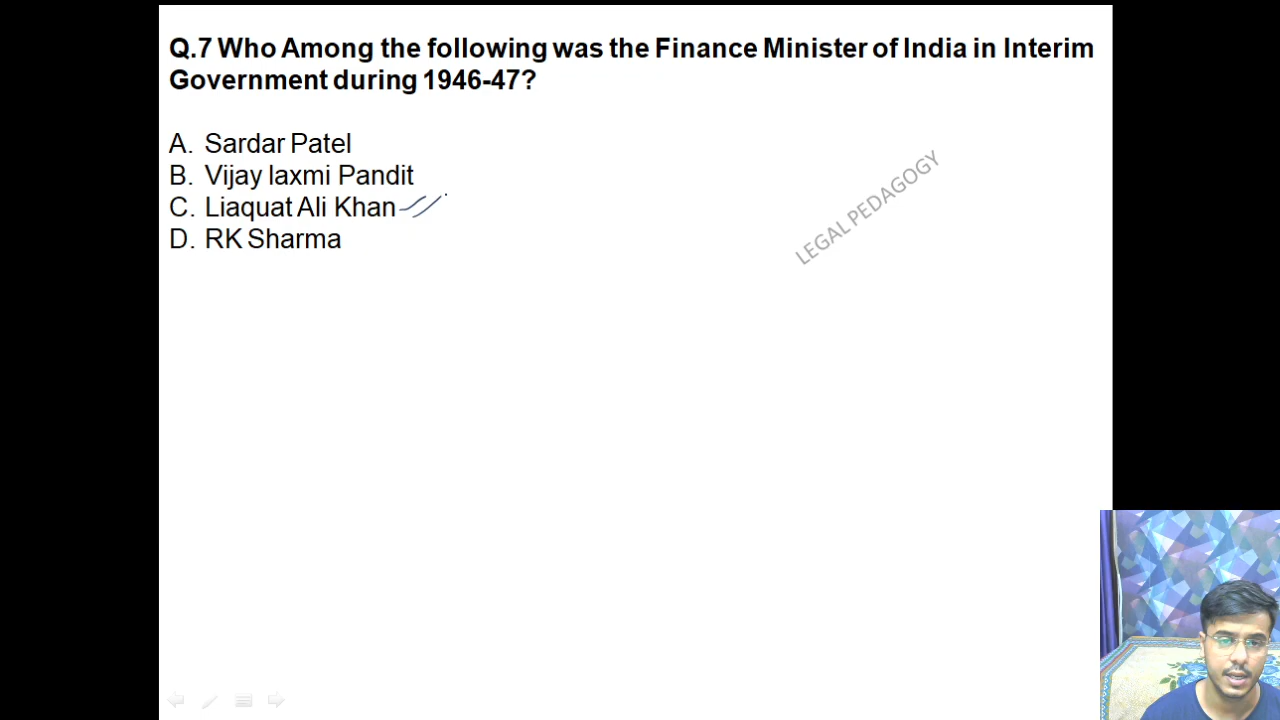 Q.7 Who Among the following was the Finance Minister of India in Interim
Government during 1946-47?
A. Sardar Patel
B. Vijay laxmi Pandit
C. Liaquat Ali Khan
D. RK Sharma
LEGAL PEDAGOGY